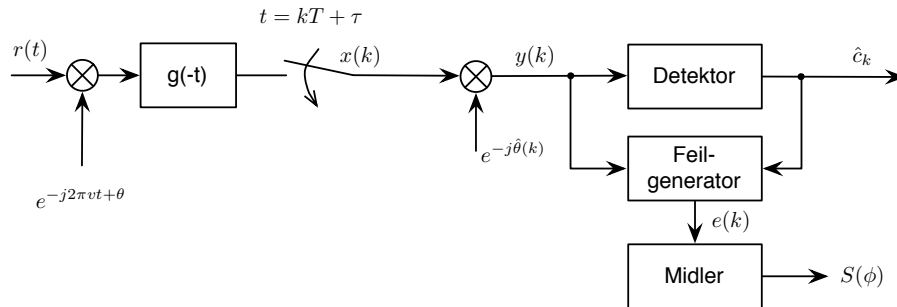 t = kT + τ
r(t)
g(-t)
x(k)
y(k)
Detektor
ĉ_k
e^{-j2πvt+θ}
e^{-jθ̂(k)}
Feil-
generator
e(k)
Midler
S(ϕ)